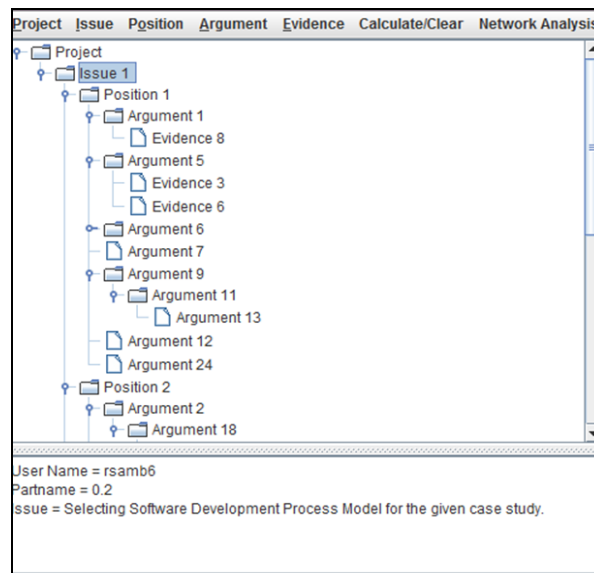 Project Issue Position Argument Evidence Calculate/Clear Network Analysis
Project
Issue 1
Position 1
Argument 1
Evidence 8
Argument 5
Evidence 3
Evidence 6
Argument 6
Argument 7
Argument 9
Argument 11
Argument 13
Argument 12
Argument 24
Position 2
Argument 2
Argument 18
User Name = rsamb6
Partname = 0.2
Issue = Selecting Software Development Process Model for the given case study.